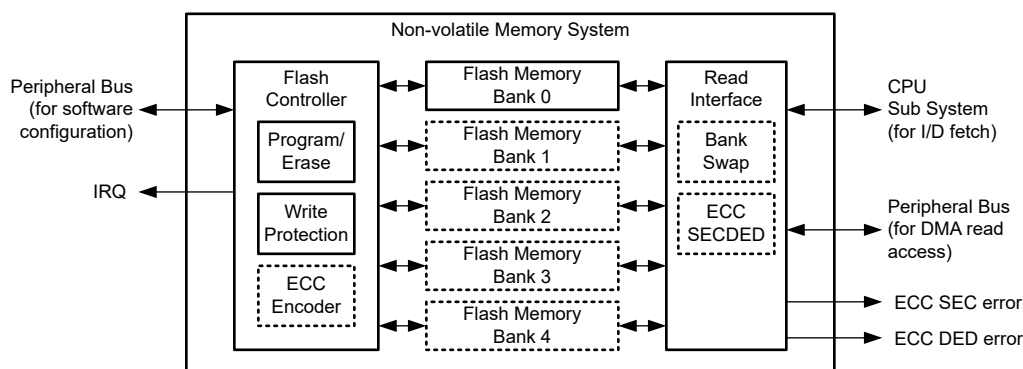 Non-volatile Memory System
Peripheral Bus
(for software
configuration)
IRQ
Flash
Controller
Program/
Erase
Write
Protection
ECC
Encoder
Flash Memory
Bank 0
Flash Memory
Bank 1
Flash Memory
Bank 2
Flash Memory
Bank 3
Flash Memory
Bank 4
Read
Interface
Bank
Swap
ECC
SECDED
CPU
Sub System
(for I/D fetch)
Peripheral Bus
(for DMA read
access)
ECC SEC error
ECC DED error